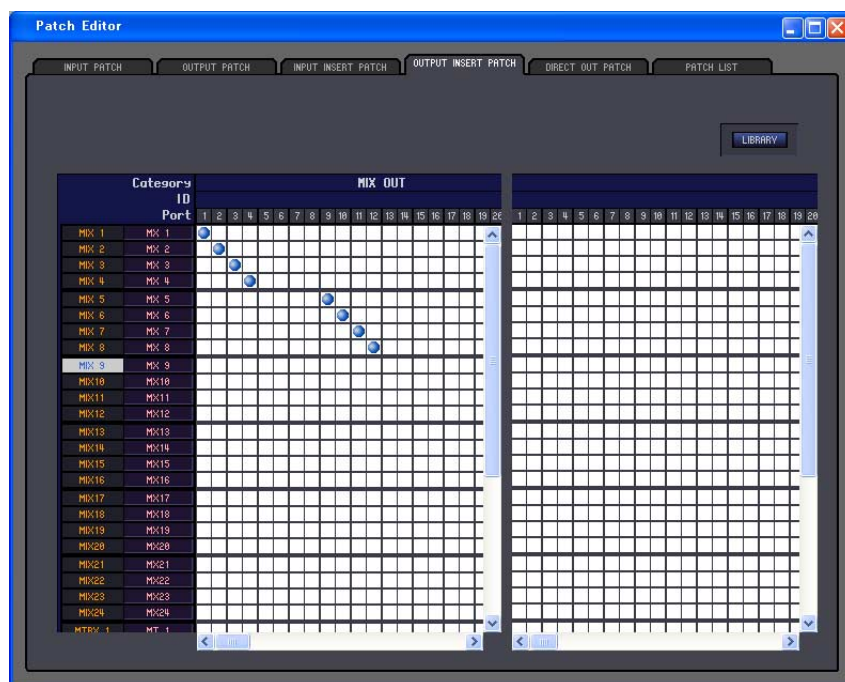 Patch Editor
INPUT PATCH OUTPUT PATCH INPUT INSERT PATCH OUTPUT INSERT PATCH DIRECT OUT PATCH PATCH LIST
LIBRARY
Category MIX OUT
ID
Port 1 2 3 4 5 6 7 8 9 10 11 12 13 14 15 16 17 18 19 20 1 2 3 4 5 6 7 8 9 10 11 12 13 14 15 16 17 18 19 20
MIX 1 MX 1
MIX 2 MX 2
MIX 3 MX 3
MIX 4 MX 4
MIX 5 MX 5
MIX 6 MX 6
MIX 7 MX 7
MIX 8 MX 8
MIX 9 MX 9
MIX10 MX10
MIX11 MX11
MIX12 MX12
MIX13 MX13
MIX14 MX14
MIX15 MX15
MIX16 MX16
MIX17 MX17
MIX18 MX18
MIX19 MX19
MIX20 MX20
MIX21 MX21
MIX22 MX22
MIX23 MX23
MIX24 MX24
MTRX 1 MT 1